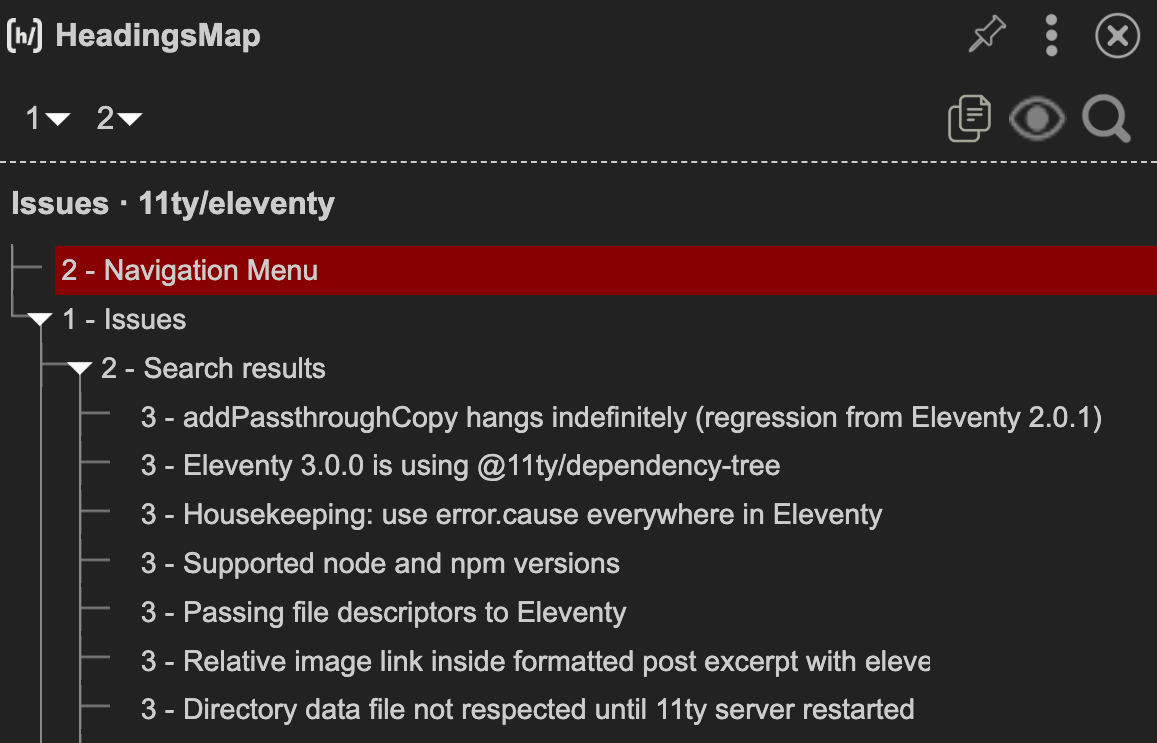 [h/] HeadingsMap
1 2
Issues · 11ty/eleventy
2 - Navigation Menu
1 - Issues
2 - Search results
3 - addPassthroughCopy hangs indefinitely (regression from Eleventy 2.0.1)
3 - Eleventy 3.0.0 is using @11ty/dependency-tree
3 - Housekeeping: use error.cause everywhere in Eleventy
3 - Supported node and npm versions
3 - Passing file descriptors to Eleventy
3 - Relative image link inside formatted post excerpt with eleve
3 - Directory data file not respected until 11ty server restarted